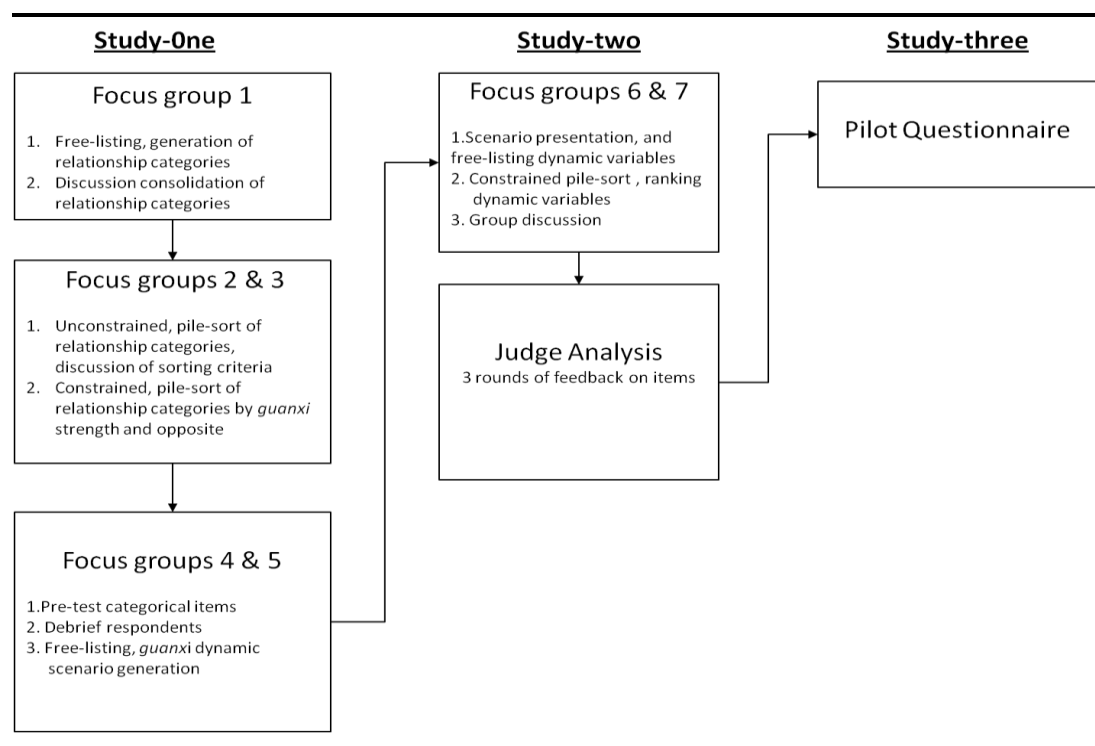 Study-0ne
Focus group 1
1. Free-listing, generation of
relationship categories
2. Discussion consolidation of
relationship categories
Focus groups 2 & 3
1. Unconstrained, pile-sort of
relationship categories,
discussion of sorting criteria
2. Constrained, pile-sort of
relationship categories by guanxi
strength and opposite
Focus groups 4 & 5
1.Pre-test categorical items
2. Debrief respondents
3. Free-listing, guanxi dynamic
scenario generation
Study-two
Focus groups 6 & 7
1.Scenario presentation, and
free-listing dynamic variables
2. Constrained pile-sort , ranking
dynamic variables
3. Group discussion
Judge Analysis
3 rounds of feedback on items
Study-three
Pilot Questionnaire